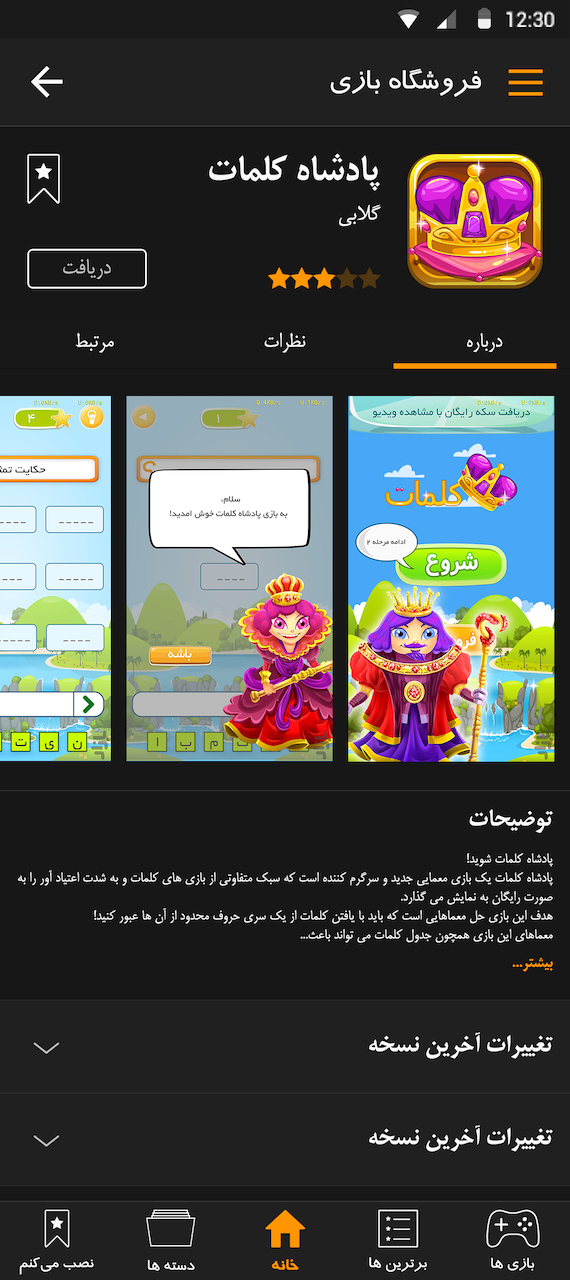 12:30
فروشگاه بازی
پادشاه کلمات
گلابی
دریافت
درباره
نظرات
مرتبط
دریافت سکه رایگان با مشاهده ویدیو
کلمات
ادامه مرحله ۲
شروع
۱
سلام،
به بازی پادشاه کلمات خوش امدید!
باشه
ا ب م ت
۴
حکایت تمث
ت ی ن
توضیحات
پادشاه کلمات شوید!
پادشاه کلمات یک بازی معمایی جدید و سرگرم کننده است که سبک متفاوتی از بازی های کلمات و به شدت اعتیاد آور را به
صورت رایگان به نمایش می گذارد.
هدف این بازی حل معماهایی است که باید با یافتن کلمات از یک سری حروف محدود از آن ها عبور کنید!
معماهای این بازی همچون جدول کلمات می تواند باعث...
بیشتر...
تغییرات آخرین نسخه
تغییرات آخرین نسخه
بازی ها
برترین ها
خانه
دسته ها
نصب می‌کنم